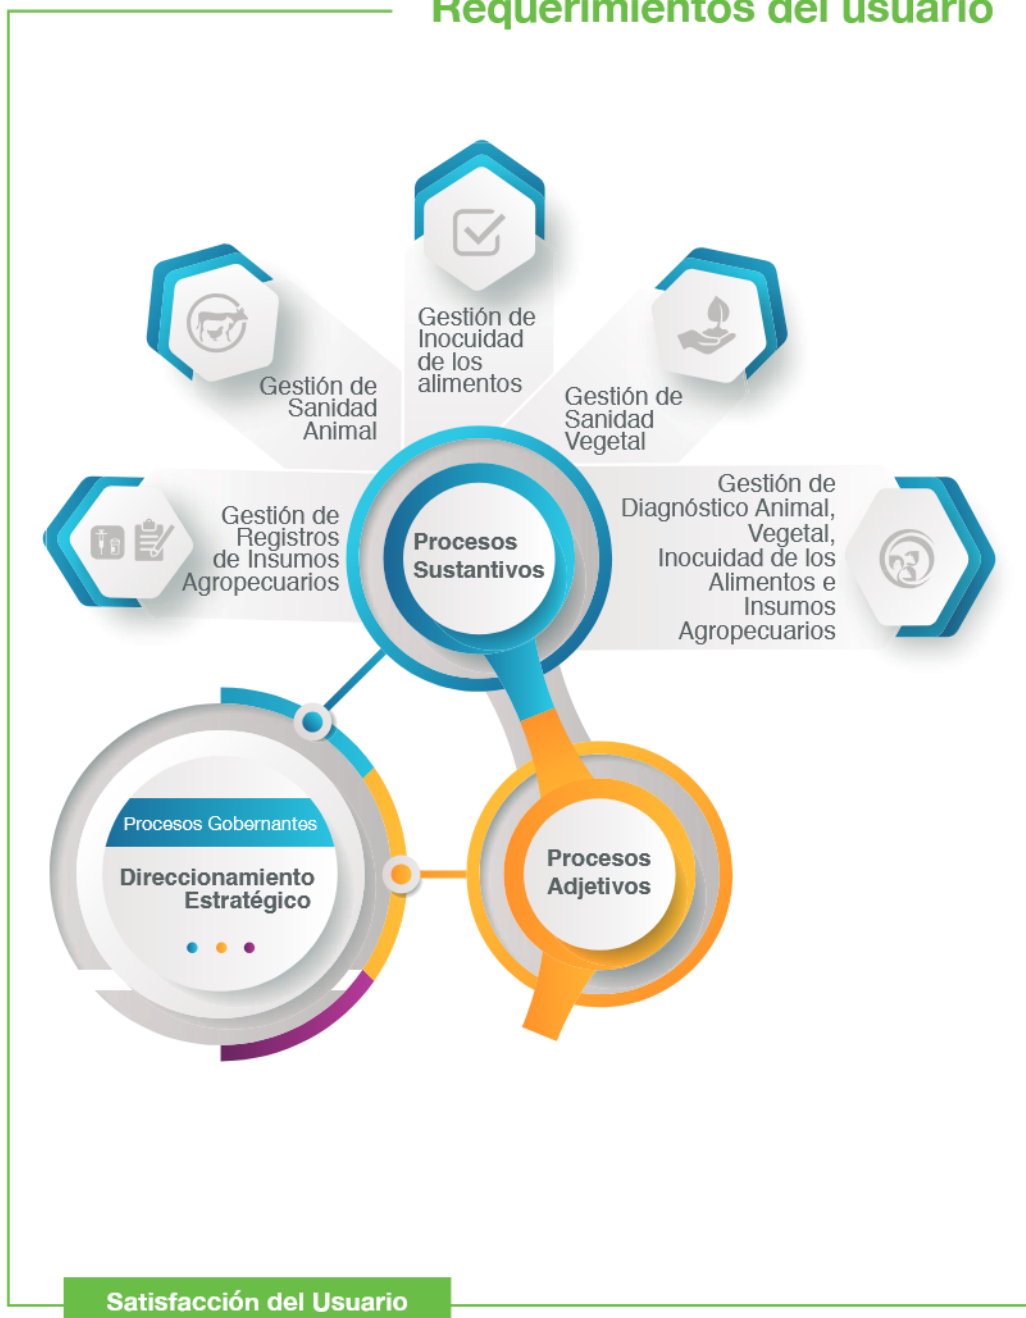 Requerimientos del usuario
Gestión de
Inocuidad
de los
alimentos
Gestión de
Sanidad
Animal
Gestión de
Sanidad
Vegetal
Gestión de
Registros
de Insumos
Agropecuarios
Gestión de
Diagnóstico Animal,
Vegetal,
Inocuidad de los
Alimentos e
Insumos
Agropecuarios
Procesos
Sustantivos
Procesos Gobernantes
Direccionamiento
Estratégico
Procesos
Adjetivos
Satisfacción del Usuario